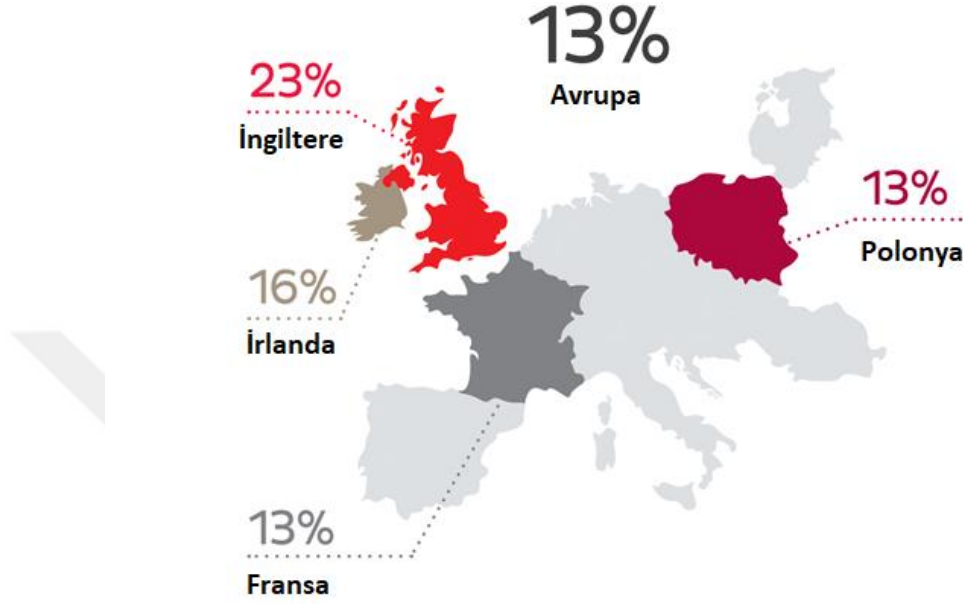 13%
Avrupa
23%
İngiltere
13%
Polonya
16%
İrlanda
13%
Fransa